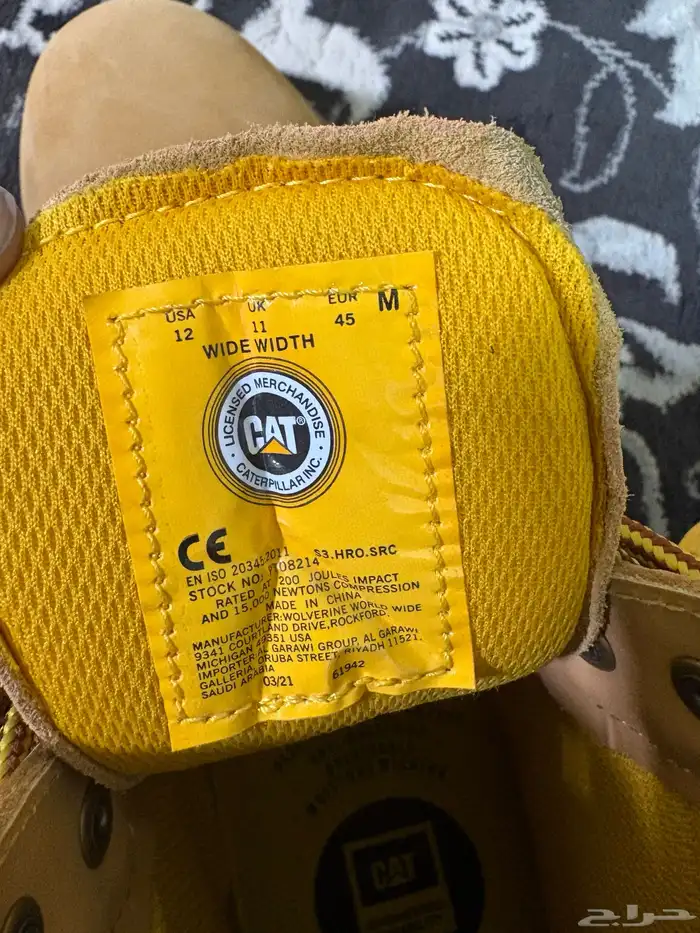 USA UK EUR M
12 11 45
WIDE WIDTH
LICENSED MERCHANDISE
CAT®
CATERPILLAR INC.
CE
EN ISO 20345:2011 S3.HRO.SRC
STOCK NO: P708214
RATED AT 200 JOULES IMPACT
AND 15,000 NEWTONS COMPRESSION
MADE IN CHINA
MANUFACTURER:WOLVERINE WORLD WIDE
9341 COURTLAND DRIVE,ROCKFORD,
MICHIGAN 49351 USA
IMPORTER:AL GARAWI GROUP, AL GARAWI
GALLERIA, ORUBA STREET, RIYADH 11521,
SAUDI ARABIA
03/21 61942
CAT
حراج